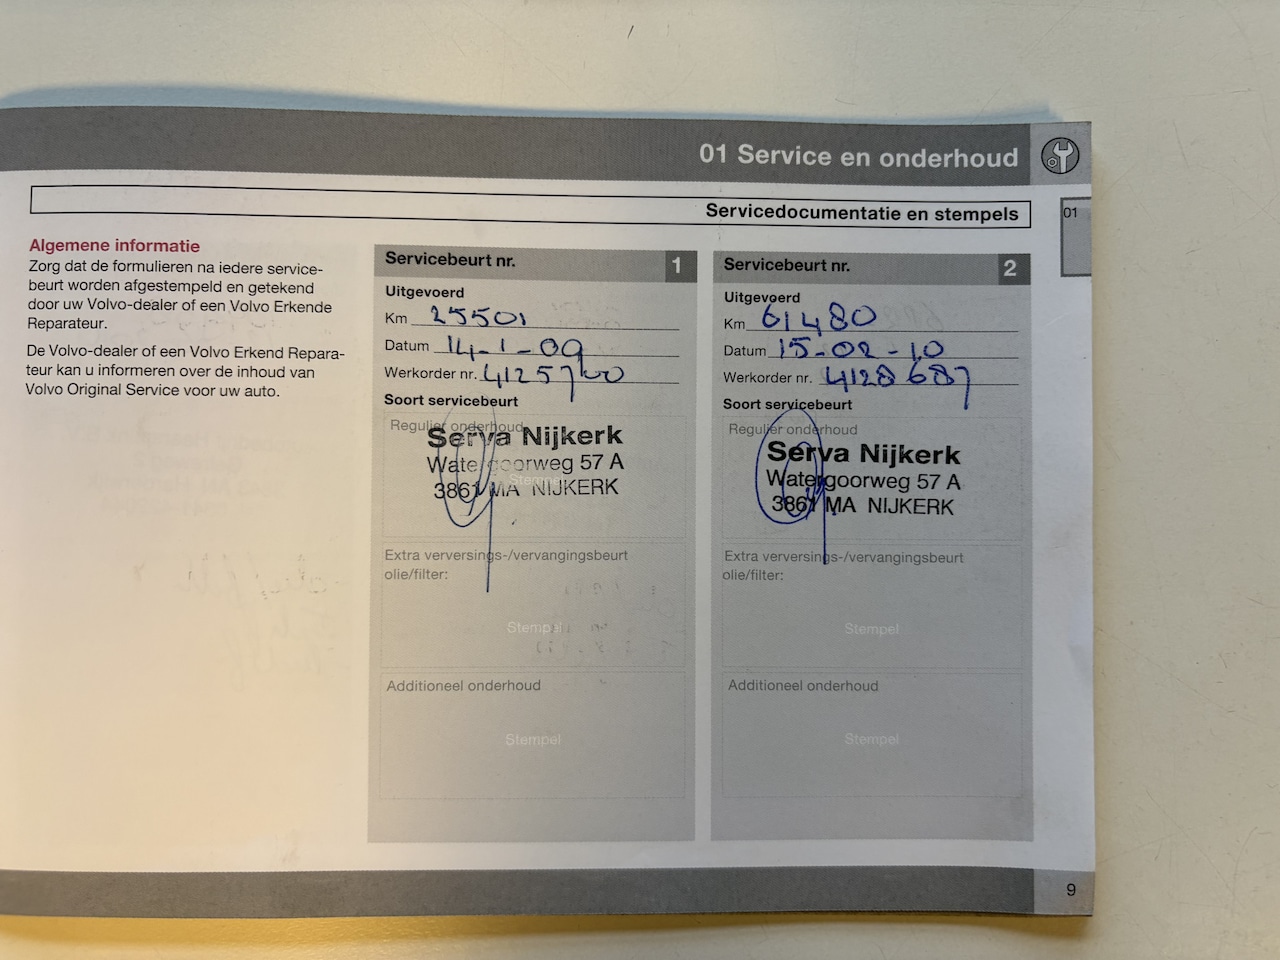 01 Service en onderhoud
Servicedocumentatie en stempels
01
Algemene informatie
Zorg dat de formulieren na iedere service-
beurt worden afgestempeld en getekend
door uw Volvo-dealer of een Volvo Erkende
Reparateur.
De Volvo-dealer of een Volvo Erkend Repara-
teur kan u informeren over de inhoud van
Volvo Original Service voor uw auto.
Servicebeurt nr. 1
Uitgevoerd
Km 25501
Datum 14-1-09
Werkorder nr. 4125700
Soort servicebeurt
Regulier onderhoud
Serva Nijkerk
Watergoorweg 57 A
Stempel
3861 MA NIJKERK
Extra verversings-/vervangingsbeurt
olie/filter:
Stempel
Additioneel onderhoud
Stempel
Servicebeurt nr. 2
Uitgevoerd
Km 61480
Datum 15-02-10
Werkorder nr. 4128687
Soort servicebeurt
Regulier onderhoud
Serva Nijkerk
Watergoorweg 57 A
3861 MA NIJKERK
Extra verversings-/vervangingsbeurt
olie/filter:
Stempel
Additioneel onderhoud
Stempel
9